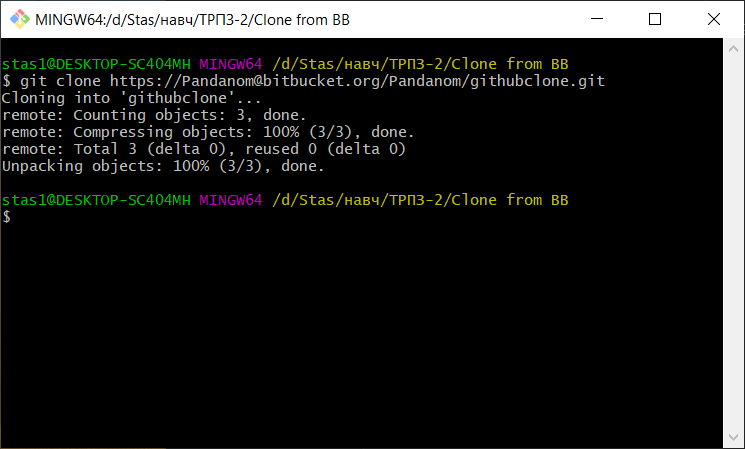 MINGW64:/d/Stas/навч/ТРПЗ-2/Clone from BB
stas1@DESKTOP-SC404MH MINGW64 /d/Stas/навч/ТРПЗ-2/Clone from BB
$ git clone https://Pandanom@bitbucket.org/Pandanom/githubclone.git
Cloning into 'githubclone'...
remote: Counting objects: 3, done.
remote: Compressing objects: 100% (3/3), done.
remote: Total 3 (delta 0), reused 0 (delta 0)
Unpacking objects: 100% (3/3), done.
stas1@DESKTOP-SC404MH MINGW64 /d/Stas/навч/ТРПЗ-2/Clone from BB
$